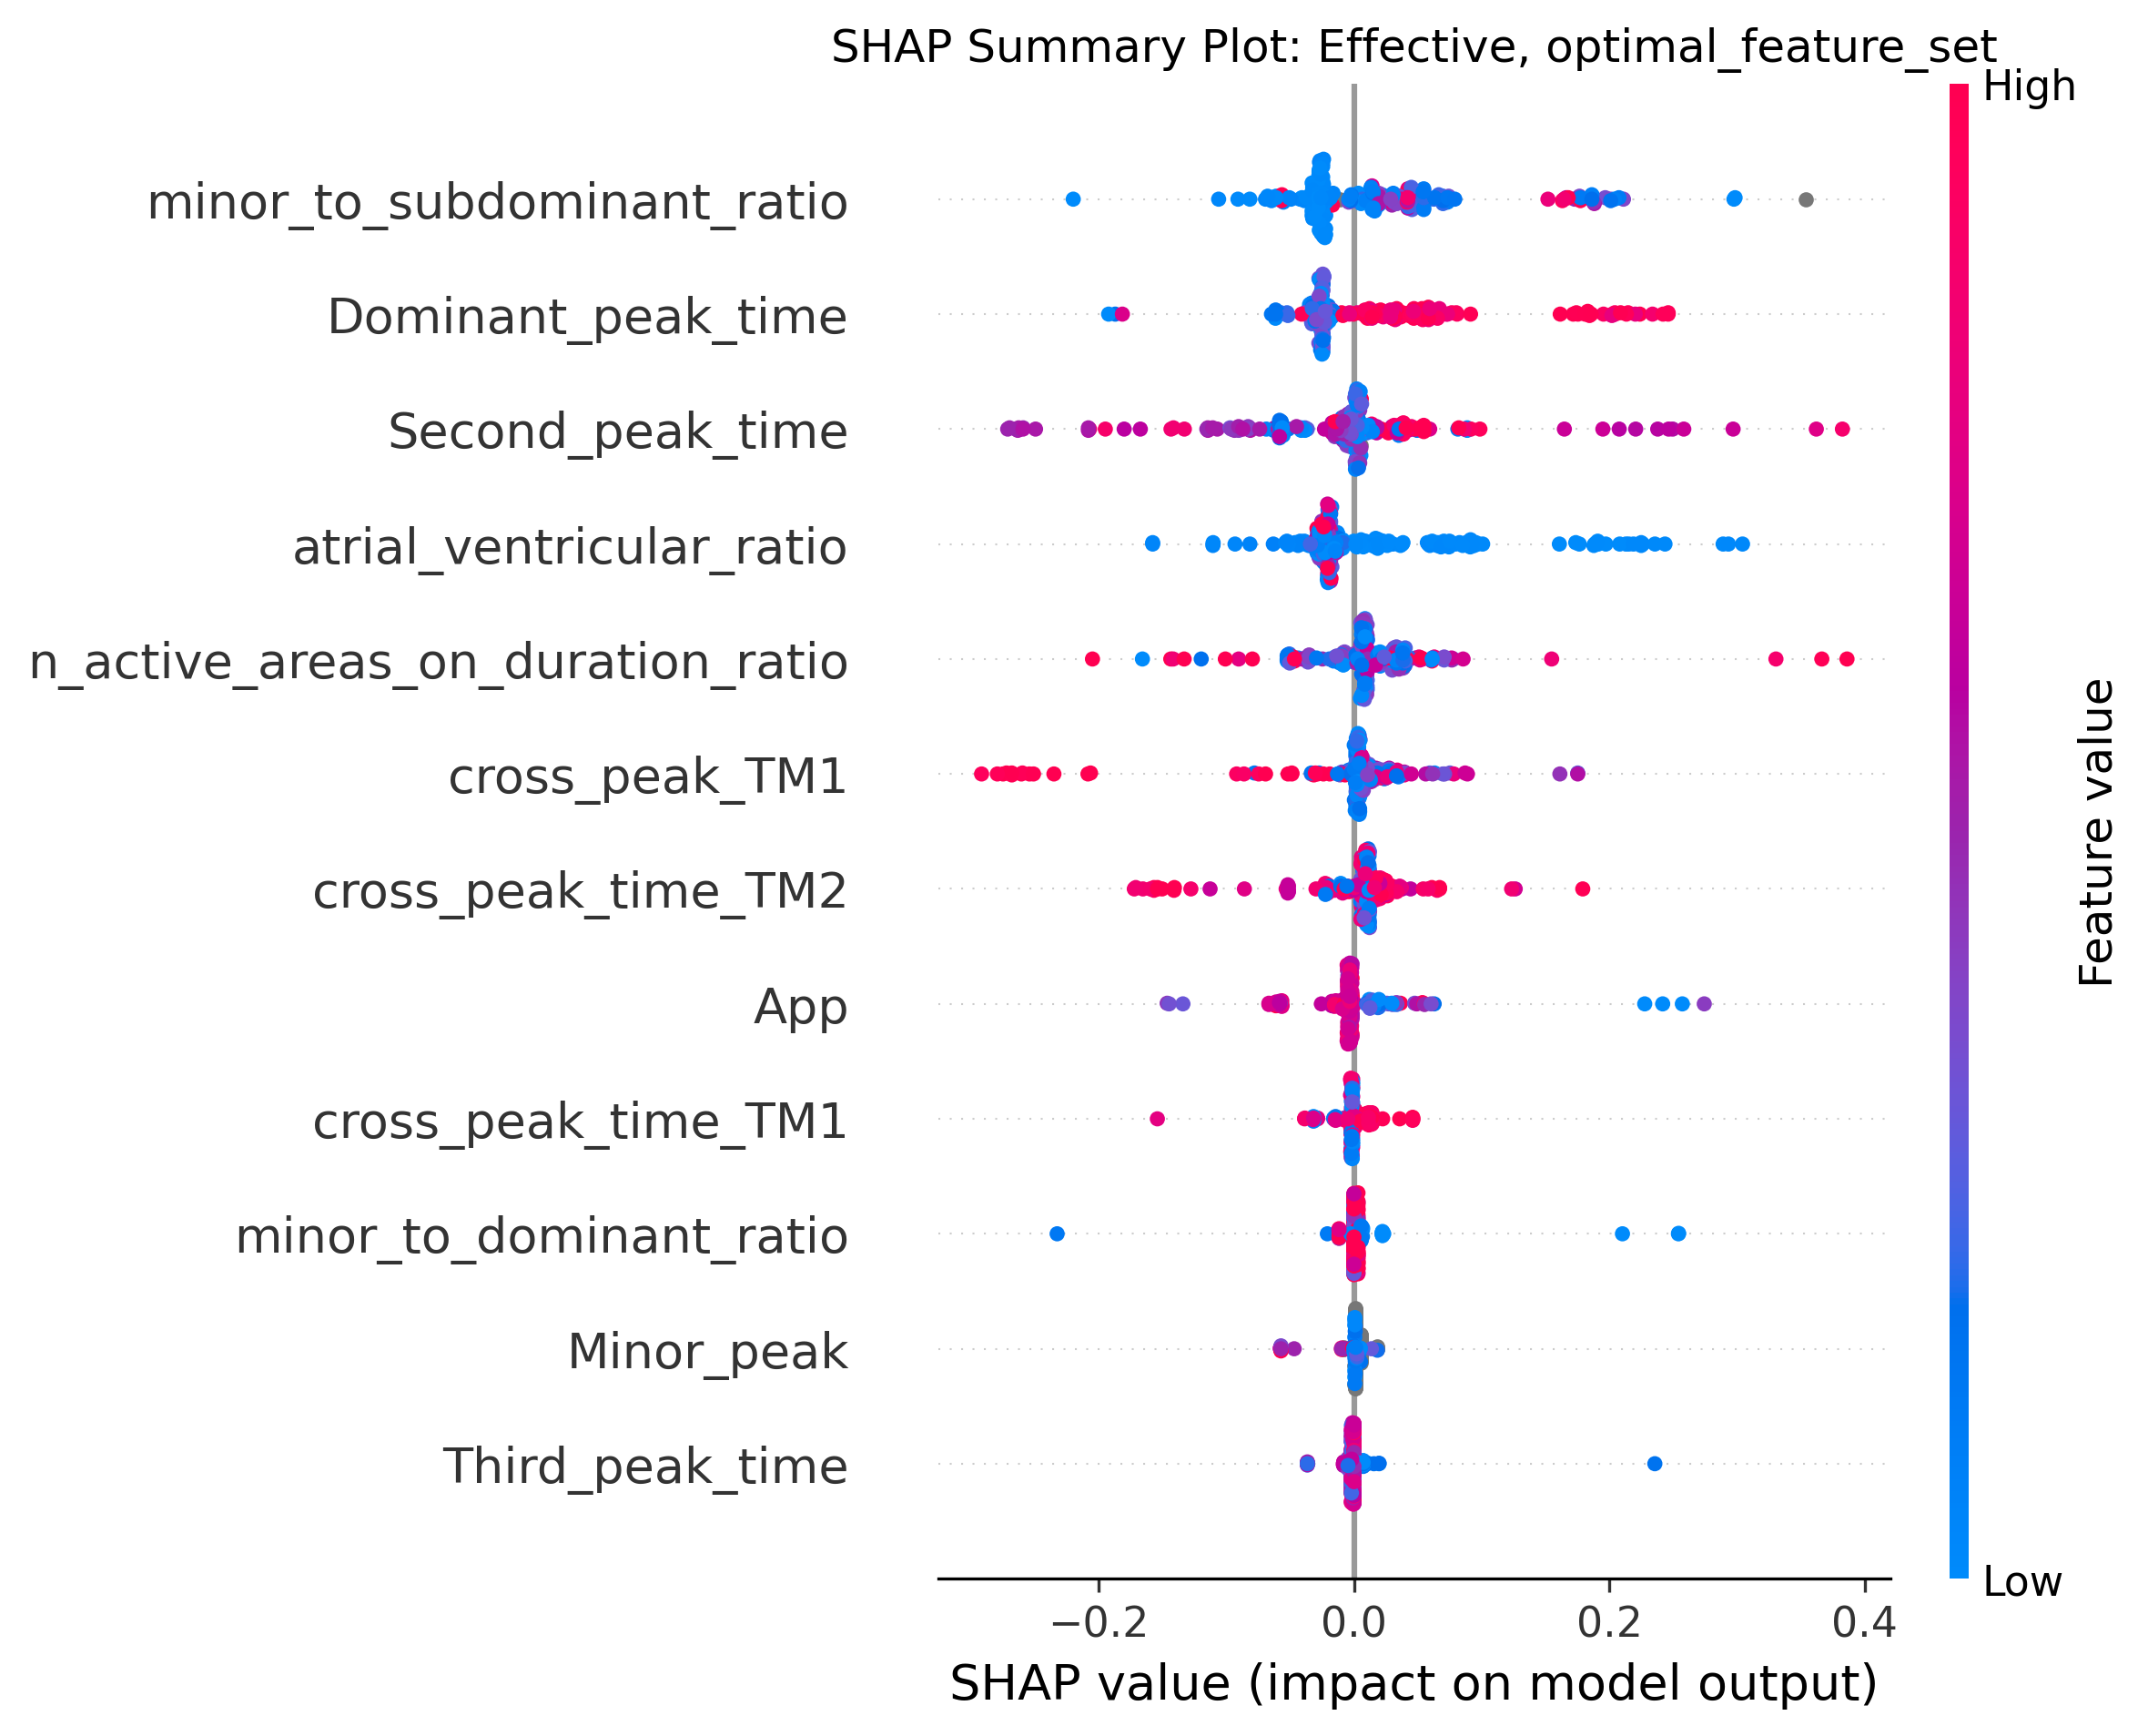 SHAP Summary Plot: Effective, optimal_feature_set
High
minor_to_subdominant_ratio
Dominant_peak_time
Second_peak_time
atrial_ventricular_ratio
n_active_areas_on_duration_ratio
cross_peak_TM1
cross_peak_time_TM2
App
cross_peak_time_TM1
minor_to_dominant_ratio
Minor_peak
Third_peak_time
Feature value
Low
−0.2 0.0 0.2 0.4
SHAP value (impact on model output)